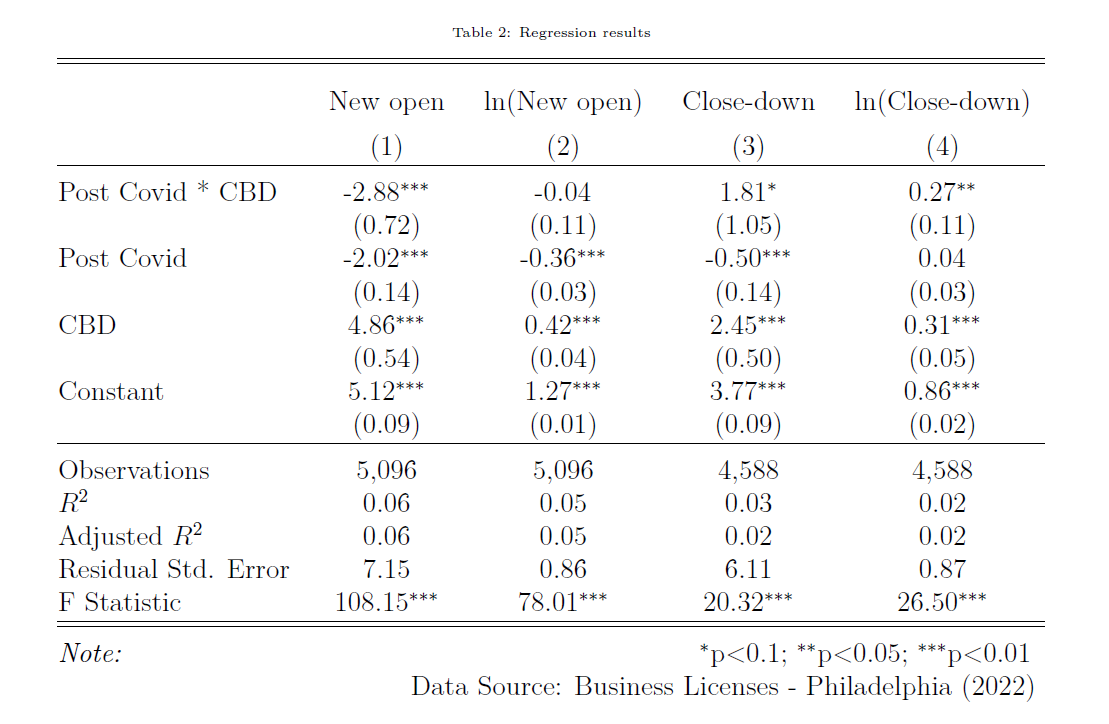 Table 2: Regression results
New open ln(New open) Close-down ln(Close-down)
(1) (2) (3) (4)
Post Covid * CBD -2.88*** -0.04 1.81* 0.27**
(0.72) (0.11) (1.05) (0.11)
Post Covid -2.02*** -0.36*** -0.50*** 0.04
(0.14) (0.03) (0.14) (0.03)
CBD 4.86*** 0.42*** 2.45*** 0.31***
(0.54) (0.04) (0.50) (0.05)
Constant 5.12*** 1.27*** 3.77*** 0.86***
(0.09) (0.01) (0.09) (0.02)
Observations 5,096 5,096 4,588 4,588
R² 0.06 0.05 0.03 0.02
Adjusted R² 0.06 0.05 0.02 0.02
Residual Std. Error 7.15 0.86 6.11 0.87
F Statistic 108.15*** 78.01*** 20.32*** 26.50***
Note: *p<0.1; **p<0.05; ***p<0.01
Data Source: Business Licenses - Philadelphia (2022)